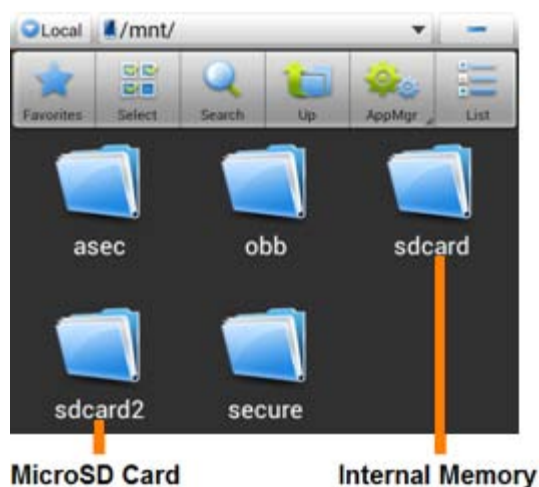 Local /mnt/
Favorites Select Search Up AppMgr List
asec obb sdcard
sdcard2 secure
MicroSD Card Internal Memory